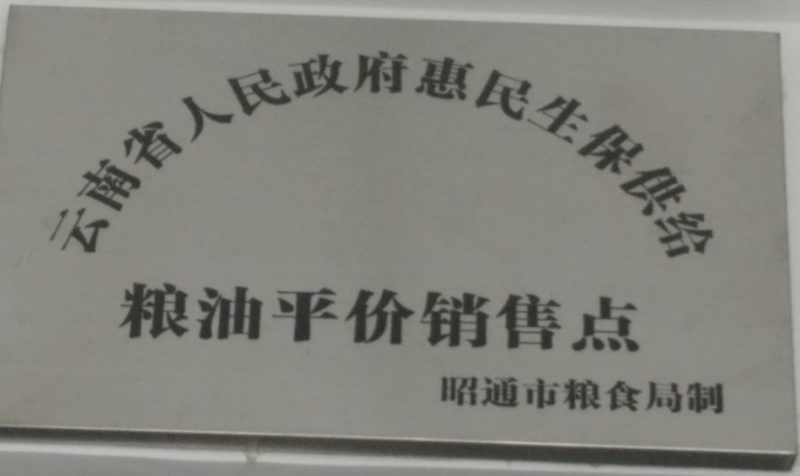 云南省人民政府惠民生保供给
粮油平价销售点
昭通市粮食局制